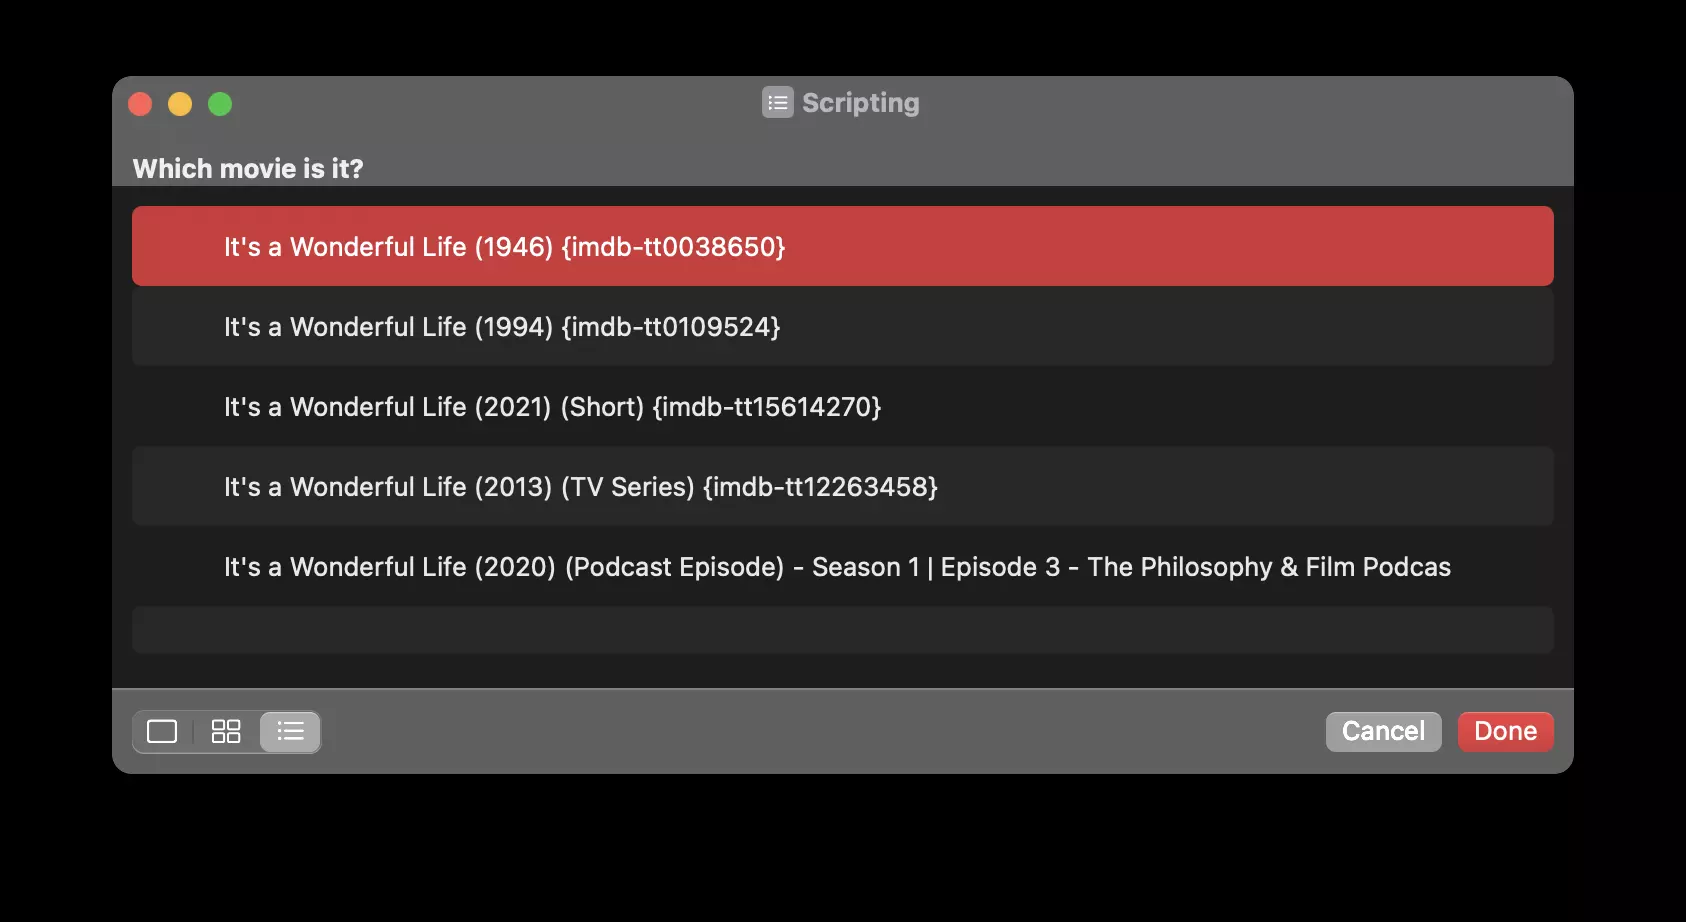 Scripting
Which movie is it?
It's a Wonderful Life (1946) {imdb-tt0038650}
It's a Wonderful Life (1994) {imdb-tt0109524}
It's a Wonderful Life (2021) (Short) {imdb-tt15614270}
It's a Wonderful Life (2013) (TV Series) {imdb-tt12263458}
It's a Wonderful Life (2020) (Podcast Episode) - Season 1 | Episode 3 - The Philosophy & Film Podcas
Cancel Done